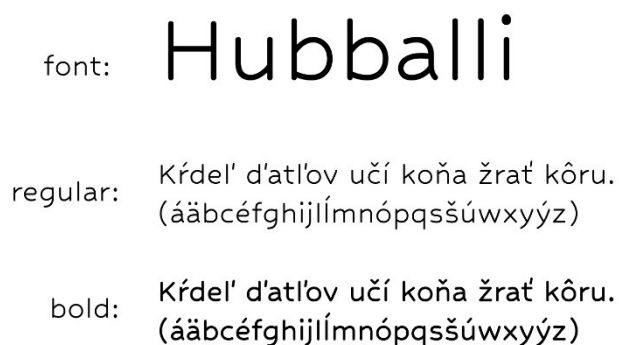 font: Hubballi
regular: Kŕdeľ ďatľov učí koňa žrať kôru.
(áäbcéfghijlĺmnópqsšúwxyýz)
bold: Kŕdeľ ďatľov učí koňa žrať kôru.
(áäbcéfghijlĺmnópqsšúwxyýz)